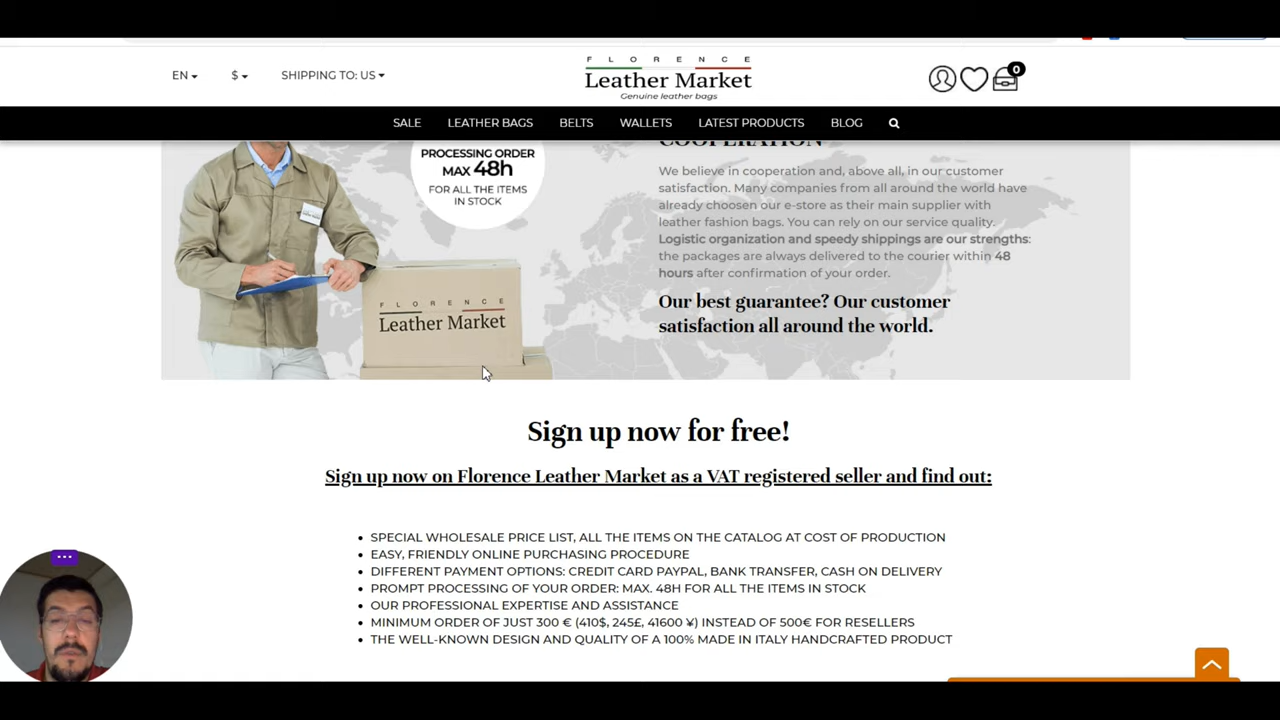 EN
$
SHIPPING TO: US
FLORENCE
Leather Market
Genuine leather bags
0
SALE
LEATHER BAGS
BELTS
WALLETS
LATEST PRODUCTS
BLOG
PROCESSING ORDER
MAX 48h
FOR ALL THE ITEMS
IN STOCK
FLORENCE
Leather Market
COOPERATION
We believe in cooperation and, above all, in our customer
satisfaction. Many companies from all around the world have
already choosen our e-store as their main supplier with
leather fashion bags. You can rely on our service quality.
Logistic organization and speedy shippings are our strengths:
the packages are always delivered to the courier within 48
hours after confirmation of your order.
Our best guarantee? Our customer
satisfaction all around the world.
Sign up now for free!
Sign up now on Florence Leather Market as a VAT registered seller and find out:
• SPECIAL WHOLESALE PRICE LIST, ALL THE ITEMS ON THE CATALOG AT COST OF PRODUCTION
• EASY, FRIENDLY ONLINE PURCHASING PROCEDURE
• DIFFERENT PAYMENT OPTIONS: CREDIT CARD PAYPAL, BANK TRANSFER, CASH ON DELIVERY
• PROMPT PROCESSING OF YOUR ORDER: MAX. 48H FOR ALL THE ITEMS IN STOCK
• OUR PROFESSIONAL EXPERTISE AND ASSISTANCE
• MINIMUM ORDER OF JUST 300 € (410$, 245£, 41600 ¥) INSTEAD OF 500€ FOR RESELLERS
• THE WELL-KNOWN DESIGN AND QUALITY OF A 100% MADE IN ITALY HANDCRAFTED PRODUCT